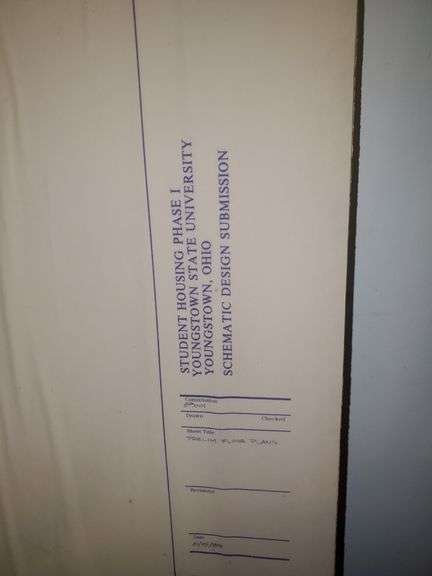 STUDENT HOUSING PHASE I
YOUNGSTOWN STATE UNIVERSITY
YOUNGSTOWN, OHIO
SCHEMATIC DESIGN SUBMISSION
Commission
Drawn
Checked
Sheet Title
PRELIM FLOOR PLANS
Revisions
Date